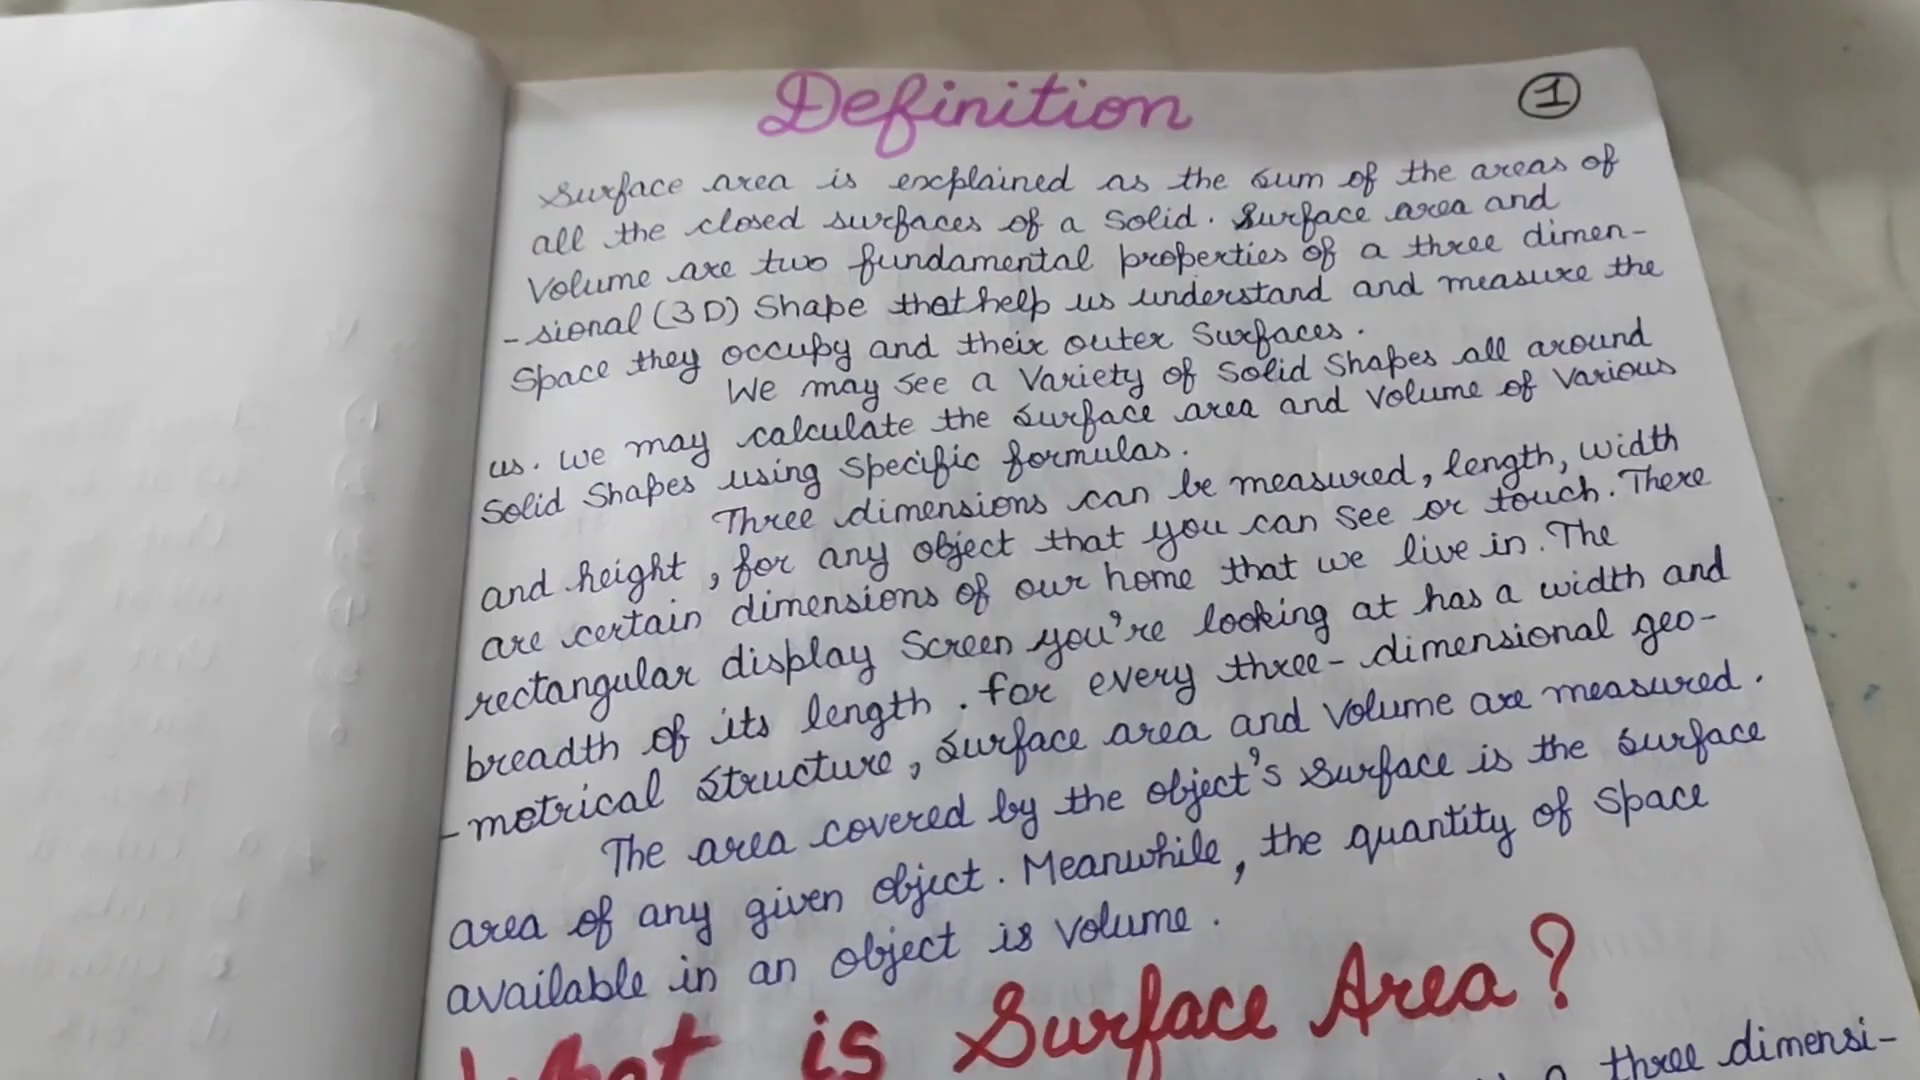 Definition
1
Surface area is explained as the sum of the areas of
all the closed surfaces of a Solid. Surface area and
Volume are two fundamental properties of a three dimen-
-sional (3D) Shape that help us understand and measure the
Space they occupy and their outer Surfaces.
We may see a Variety of Solid Shapes all around
us. We may calculate the surface area and Volume of Various
Solid Shapes using Specific formulas.
Three dimensions can be measured, length, width
and height, for any object that you can see or touch. There
are certain dimensions of our home that we live in. The
rectangular display Screen you're looking at has a width and
breadth of its length. for every three-dimensional geo-
-metrical structure, surface area and volume are measured.
The area covered by the object's surface is the surface
area of any given object. Meanwhile, the quantity of space
available in an object is volume.
What is Surface Area?
a three dimensi-